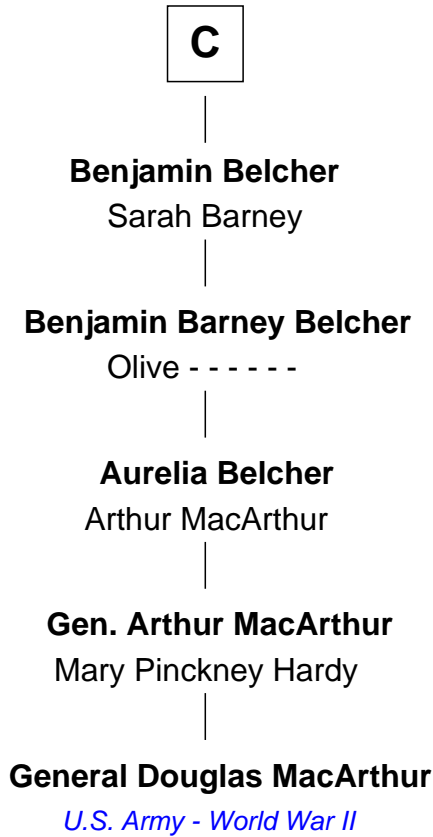 C
Benjamin Belcher
Sarah Barney
Benjamin Barney Belcher
Olive - - - - - -
Aurelia Belcher
Arthur MacArthur
Gen. Arthur MacArthur
Mary Pinckney Hardy
General Douglas MacArthur
U.S. Army - World War II